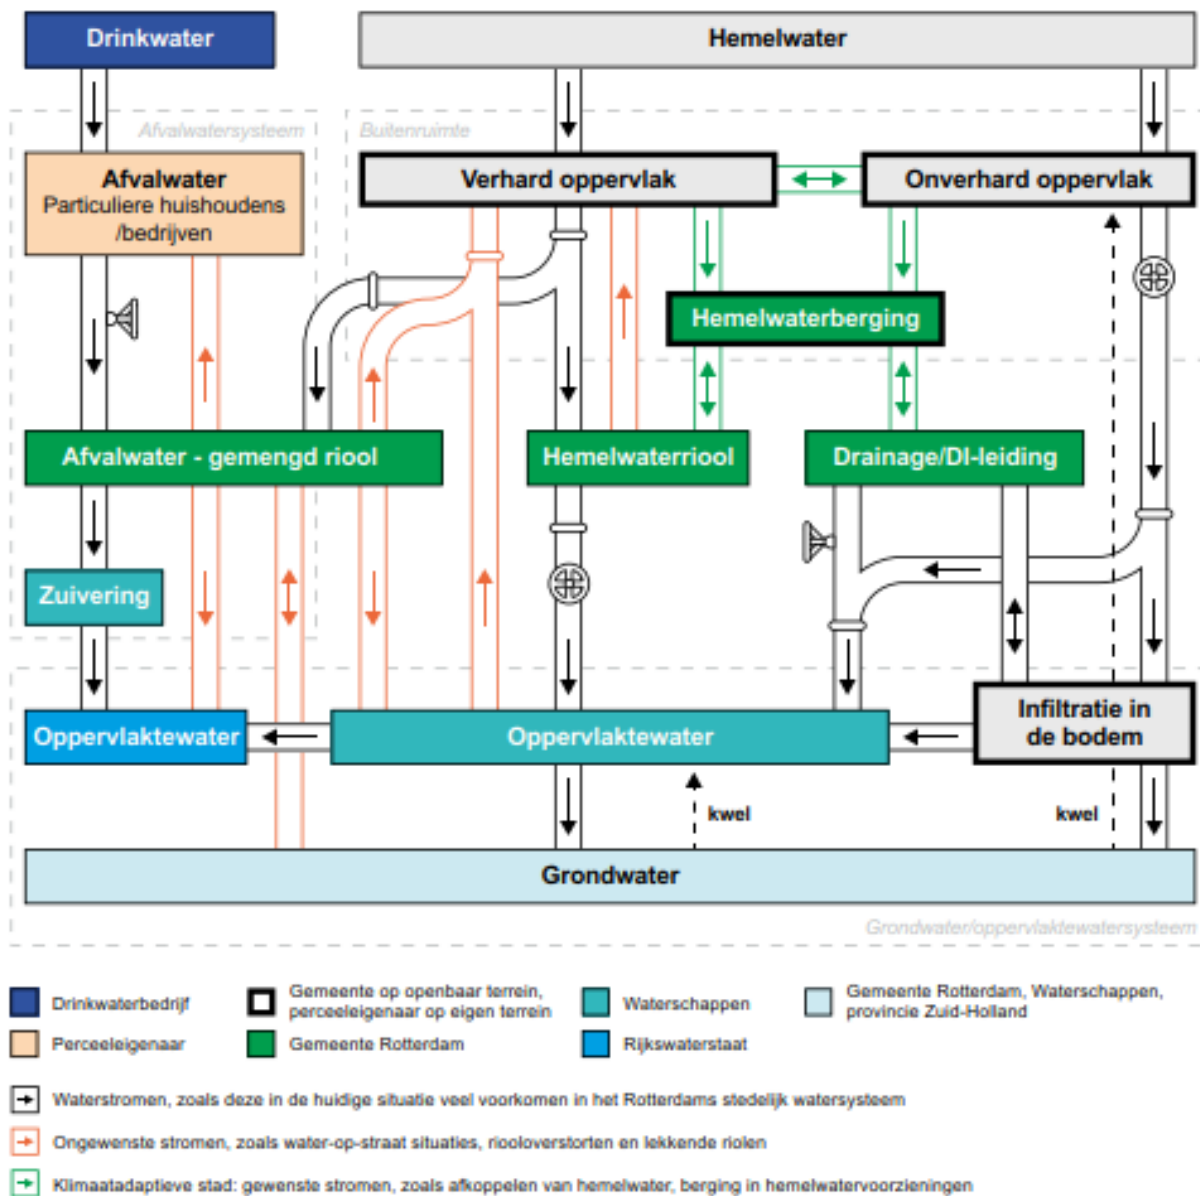 Drinkwater
Hemelwater
Afvalwatersysteem
Buitenruimte
Afvalwater
Particuliere huishoudens
/bedrijven
Verhard oppervlak
Onverhard oppervlak
Hemelwaterberging
Afvalwater - gemengd riool
Hemelwaterriool
Drainage/DI-leiding
Zuivering
Oppervlaktewater
Oppervlaktewater
Infiltratie in
de bodem
kwel
kwel
Grondwater
Grondwater/oppervlaktewatersysteem
Drinkwaterbedrijf
Gemeente op openbaar terrein,
perceeleigenaar op eigen terrein
Waterschappen
Gemeente Rotterdam, Waterschappen,
provincie Zuid-Holland
Perceeleigenaar
Gemeente Rotterdam
Rijkswaterstaat
Waterstromen, zoals deze in de huidige situatie veel voorkomen in het Rotterdams stedelijk watersysteem
Ongewenste stromen, zoals water-op-straat situaties, riooloverstorten en lekkende riolen
Klimaatadaptieve stad: gewenste stromen, zoals afkoppelen van hemelwater, berging in hemelwatervoorzieningen